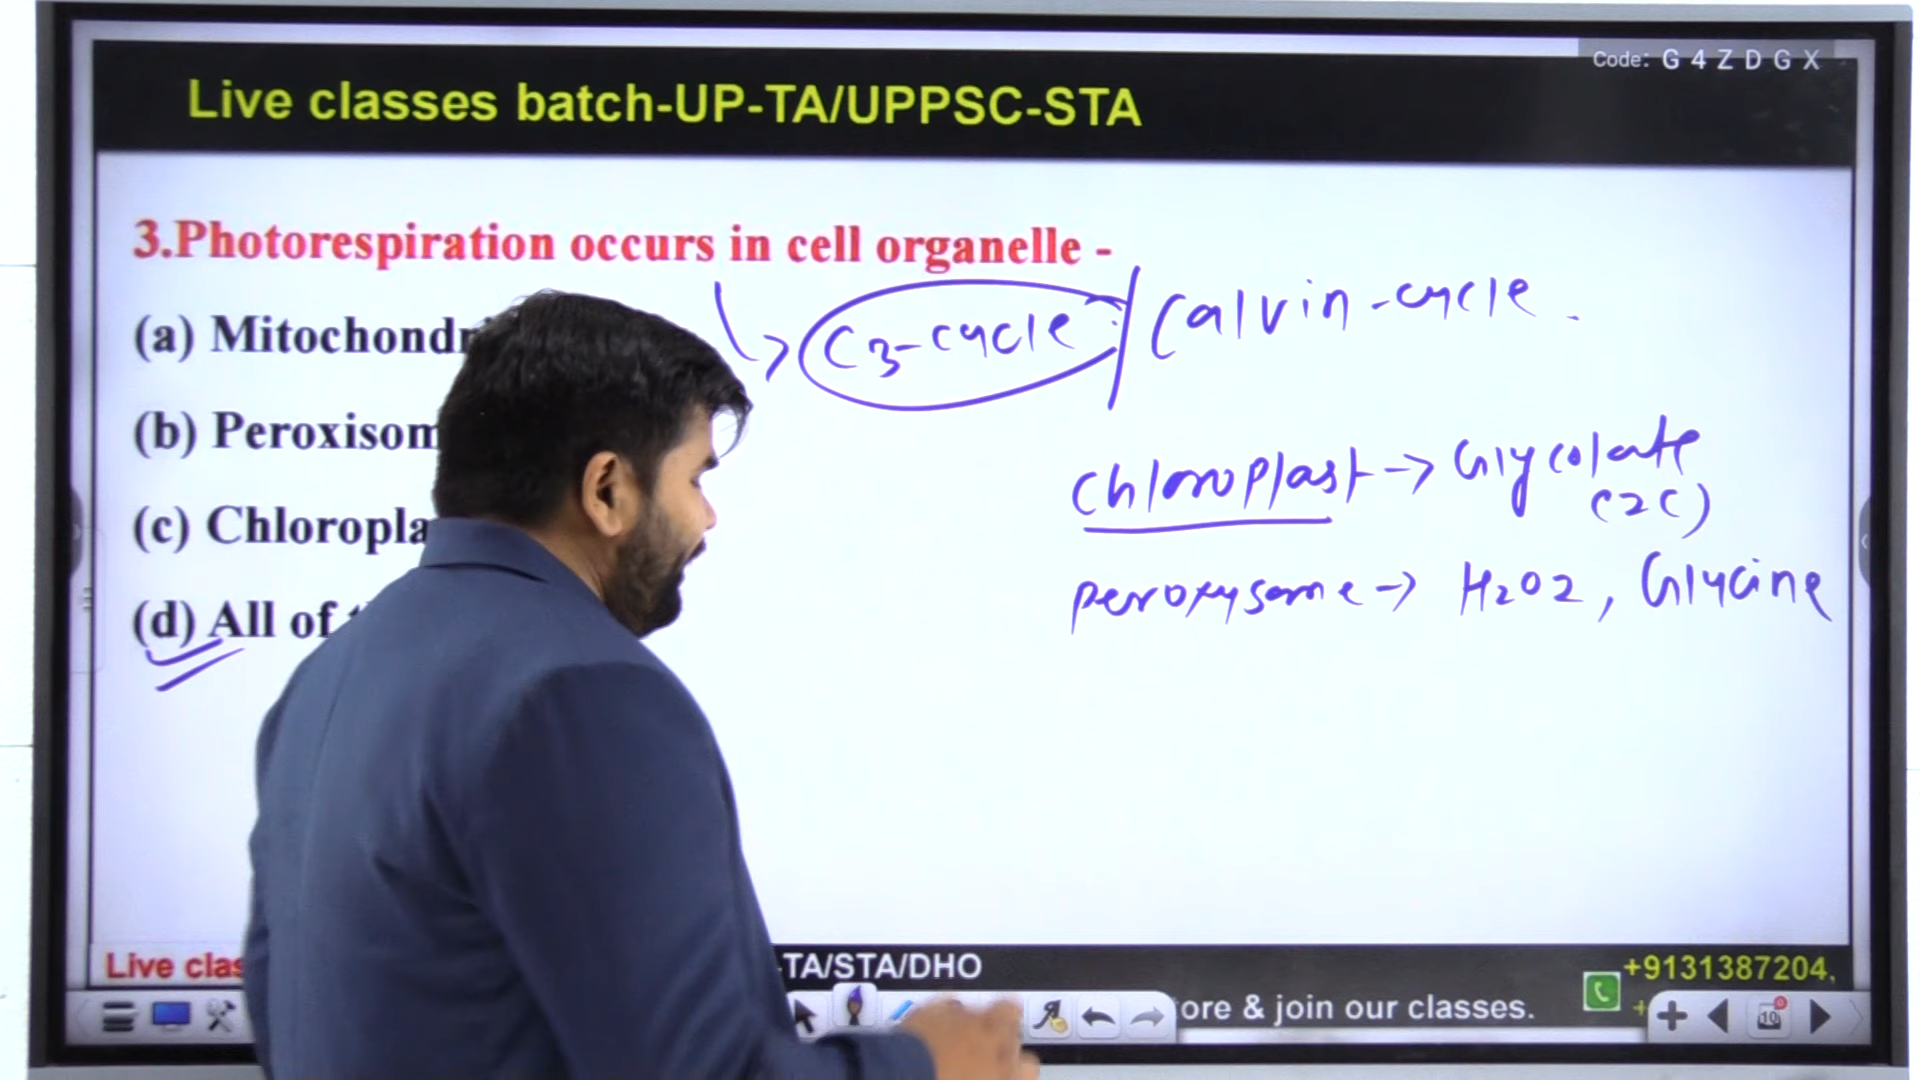 Code: G 4 Z D G X
Live classes batch-UP-TA/UPPSC-STA
3.Photorespiration occurs in cell organelle -
(a) Mitochondr
C3-cycle / Calvin-cycle.
(b) Peroxisom
Chloroplast → Glycolate
(2C)
(c) Chloropla
peroxysome → H2O2, Glycine
(d) All of
Live clas
-TA/STA/DHO
+9131387204,
ore & join our classes.
10